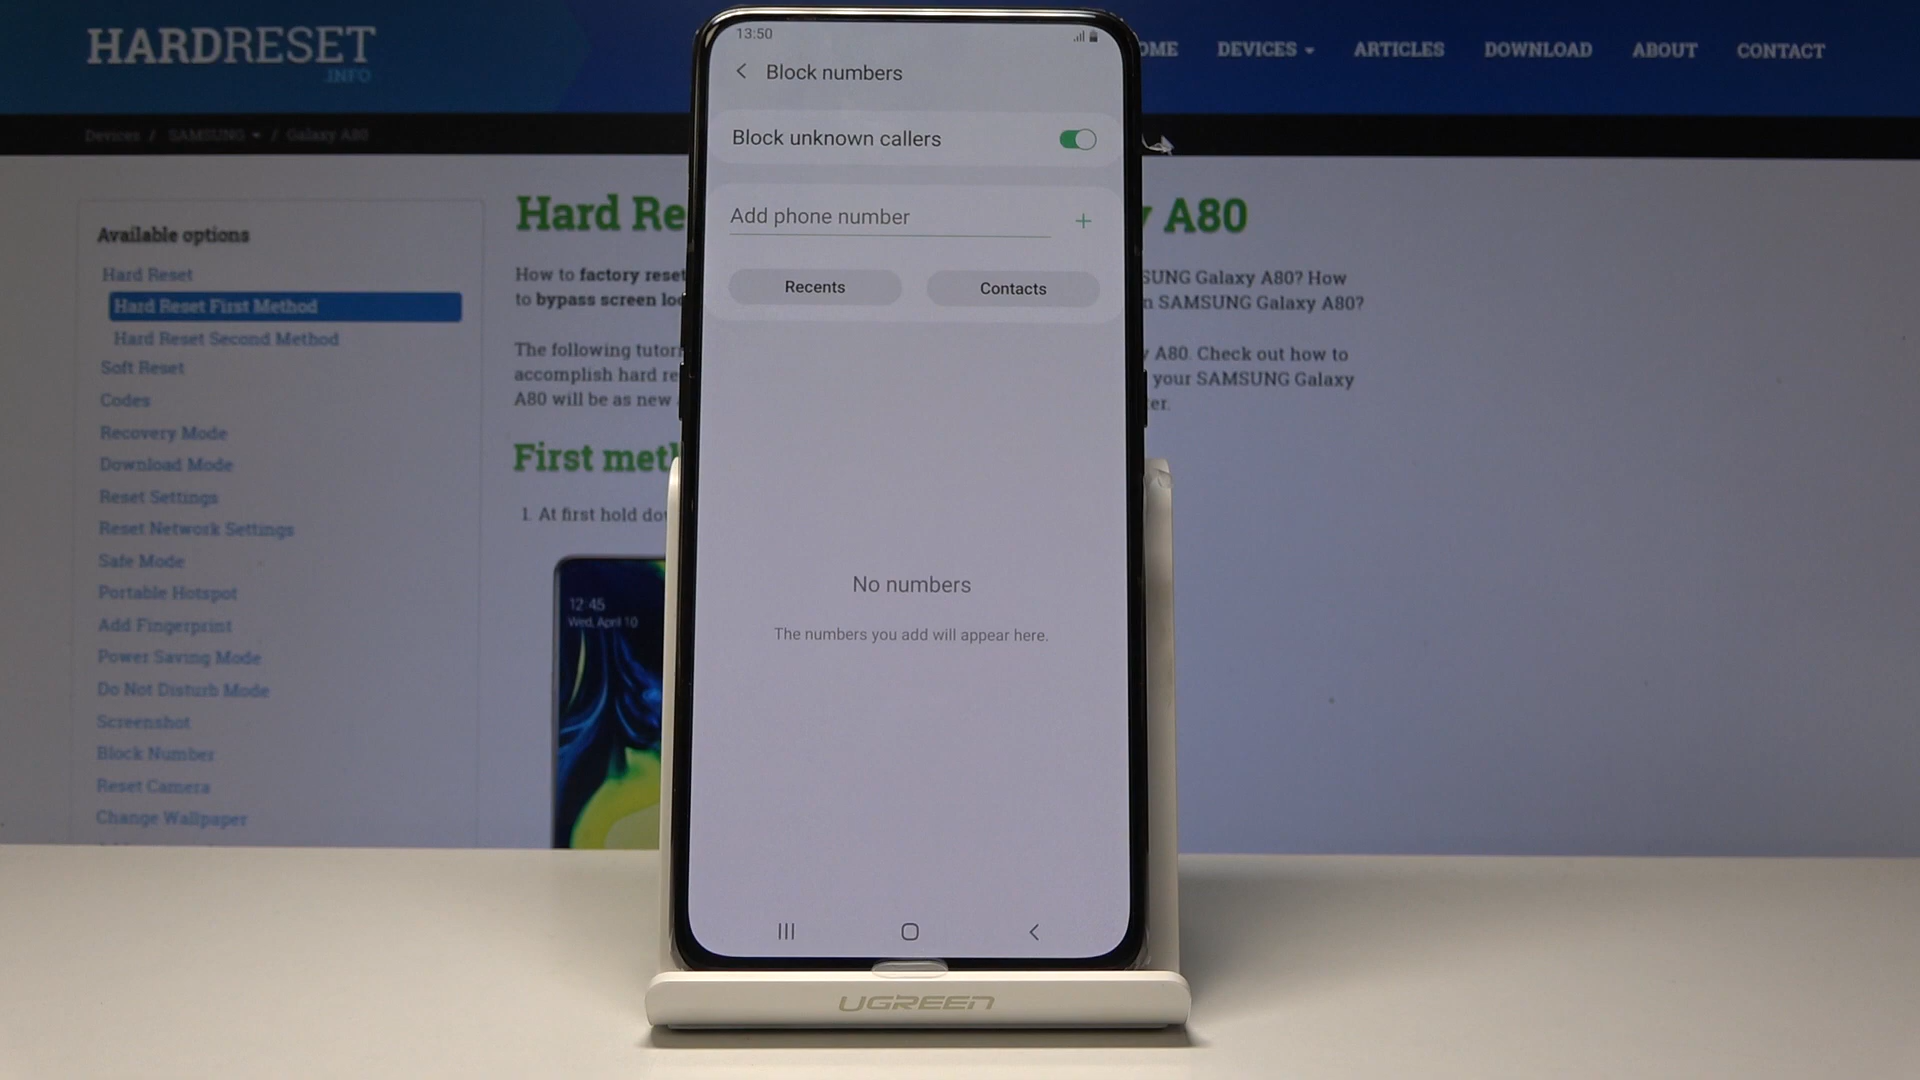 HARDRESET
.INFO
OME DEVICES ARTICLES DOWNLOAD ABOUT CONTACT
Devices / SAMSUNG / Galaxy A80
Available options
Hard Reset
Hard Reset First Method
Hard Reset Second Method
Soft Reset
Codes
Recovery Mode
Download Mode
Reset Settings
Reset Network Settings
Safe Mode
Portable Hotspot
Add Fingerprint
Power Saving Mode
Do Not Disturb Mode
Screenshot
Block Number
Reset Camera
Change Wallpaper
Hard Re y A80
How to factory reset SUNG Galaxy A80? How
to bypass screen loc n SAMSUNG Galaxy A80?
The following tutori y A80. Check out how to
accomplish hard re your SAMSUNG Galaxy
A80 will be as new er.
First meth
1. At first hold do
12:45
Wed, April 10
13:50
Block numbers
Block unknown callers
Add phone number
Recents Contacts
No numbers
The numbers you add will appear here.
UGREEN